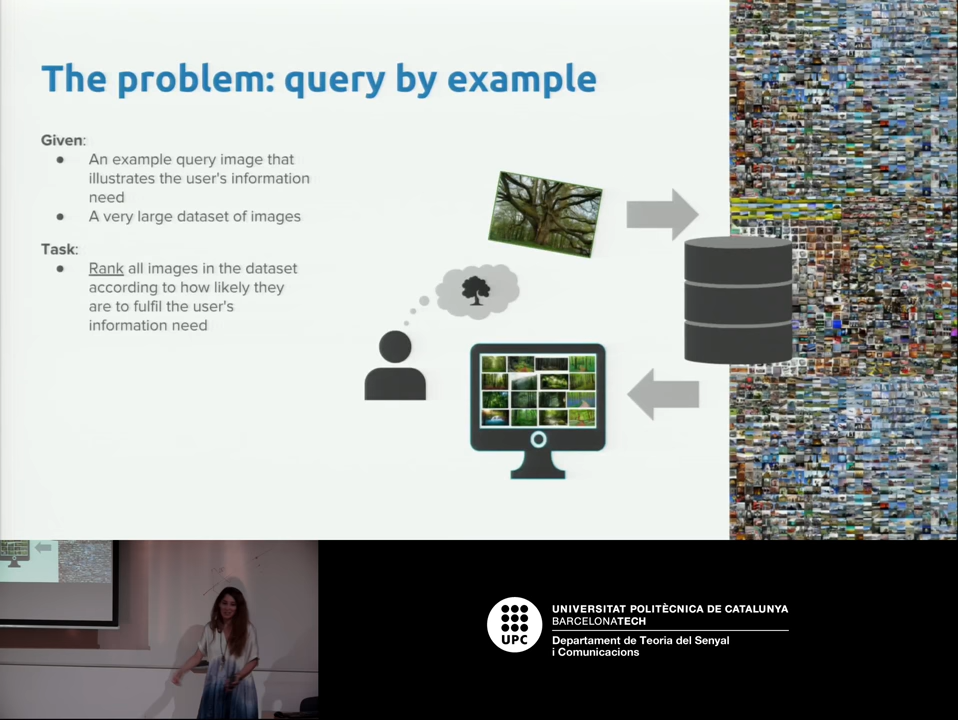 The problem: query by example
Given:
● An example query image that
illustrates the user's information
need
● A very large dataset of images
Task:
● Rank all images in the dataset
according to how likely they
are to fulfil the user's
information need
UPC
UNIVERSITAT POLITÈCNICA DE CATALUNYA
BARCELONATECH
Departament de Teoria del Senyal
i Comunicacions